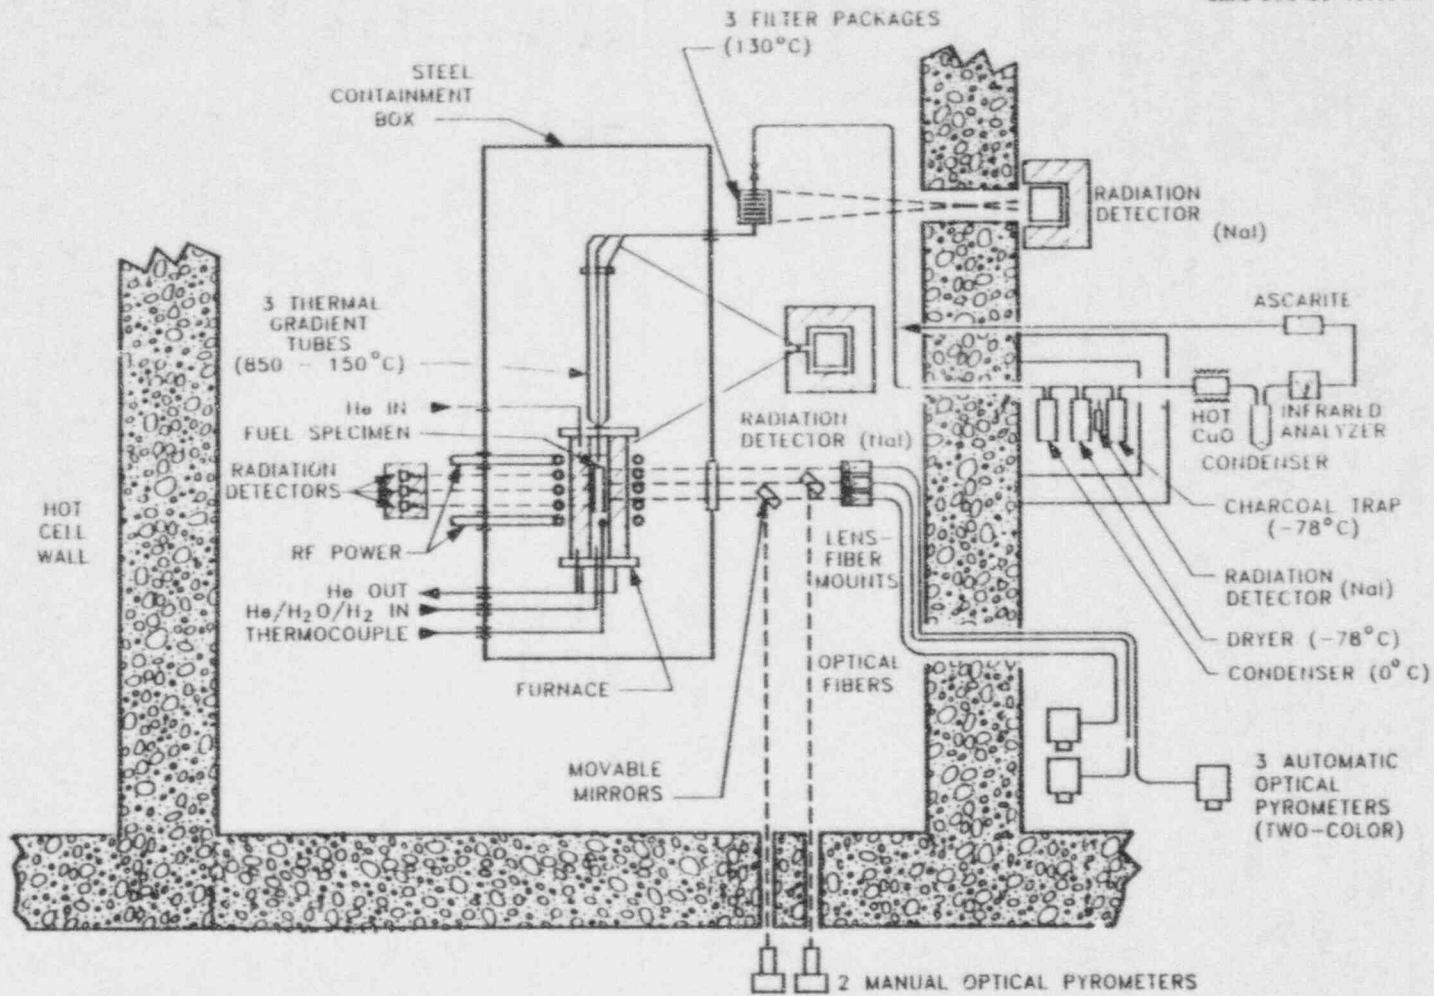 3 FILTER PACKAGES
(130°C)
STEEL
CONTAINMENT
BOX
RADIATION
DETECTOR
(NaI)
3 THERMAL
GRADIENT
TUBES
(850 - 150°C)
ASCARITE
He IN
FUEL SPECIMEN
RADIATION
DETECTORS
RADIATION
DETECTOR (NaI)
HOT
CuO
INFRARED
ANALYZER
CONDENSER
HOT
CELL
WALL
RF POWER
LENS-
FIBER
MOUNTS
CHARCOAL TRAP
(-78°C)
He OUT
He/H2O/H2 IN
THERMOCOUPLE
RADIATION
DETECTOR (NaI)
DRYER (-78°C)
CONDENSER (0°C)
FURNACE
OPTICAL
FIBERS
MOVABLE
MIRRORS
3 AUTOMATIC
OPTICAL
PYROMETERS
(TWO-COLOR)
2 MANUAL OPTICAL PYROMETERS